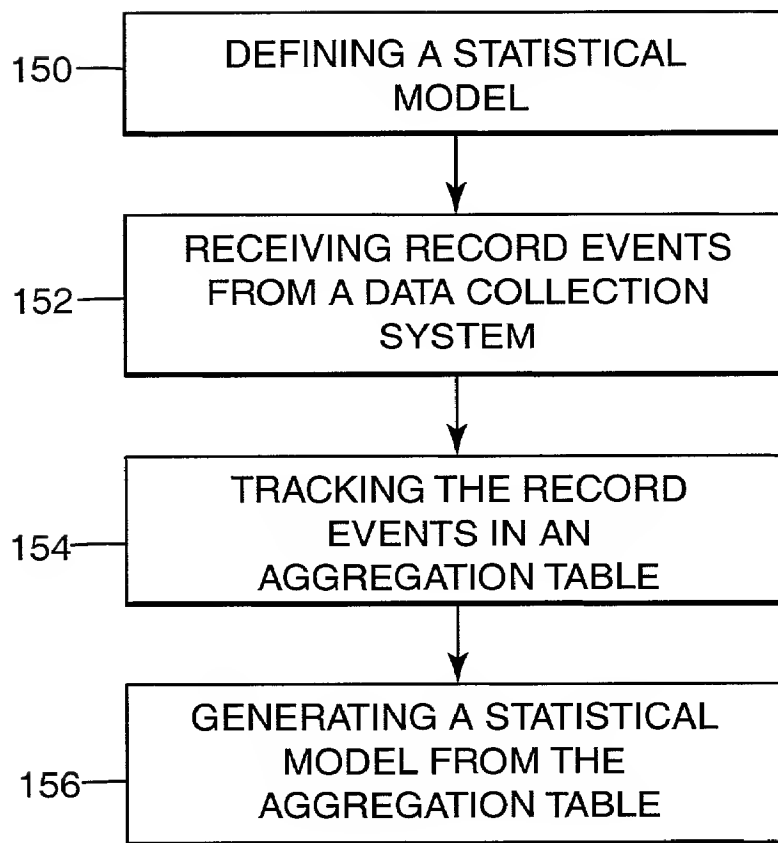 150
DEFINING A STATISTICAL
MODEL
152
RECEIVING RECORD EVENTS
FROM A DATA COLLECTION
SYSTEM
154
TRACKING THE RECORD
EVENTS IN AN
AGGREGATION TABLE
156
GENERATING A STATISTICAL
MODEL FROM THE
AGGREGATION TABLE